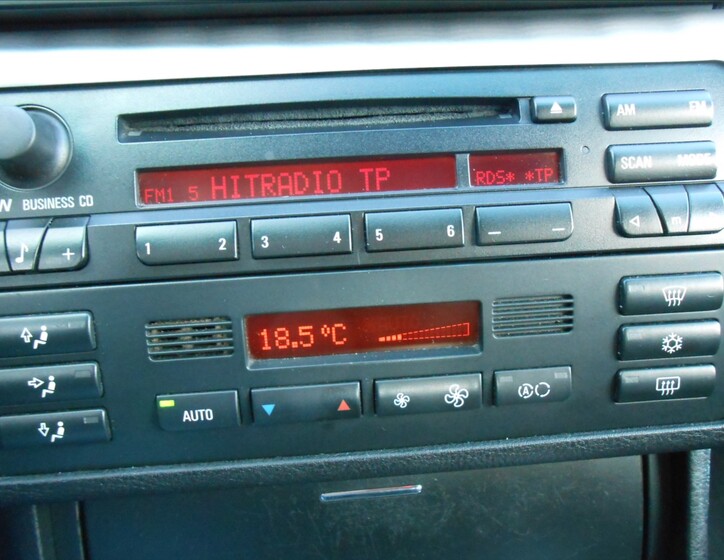 AM FM
SCAN MODE
FM1 5 HITRADIO TP RDS* *TP
BUSINESS CD
1 2 3 4 5 6
m
18.5°C
AUTO
A